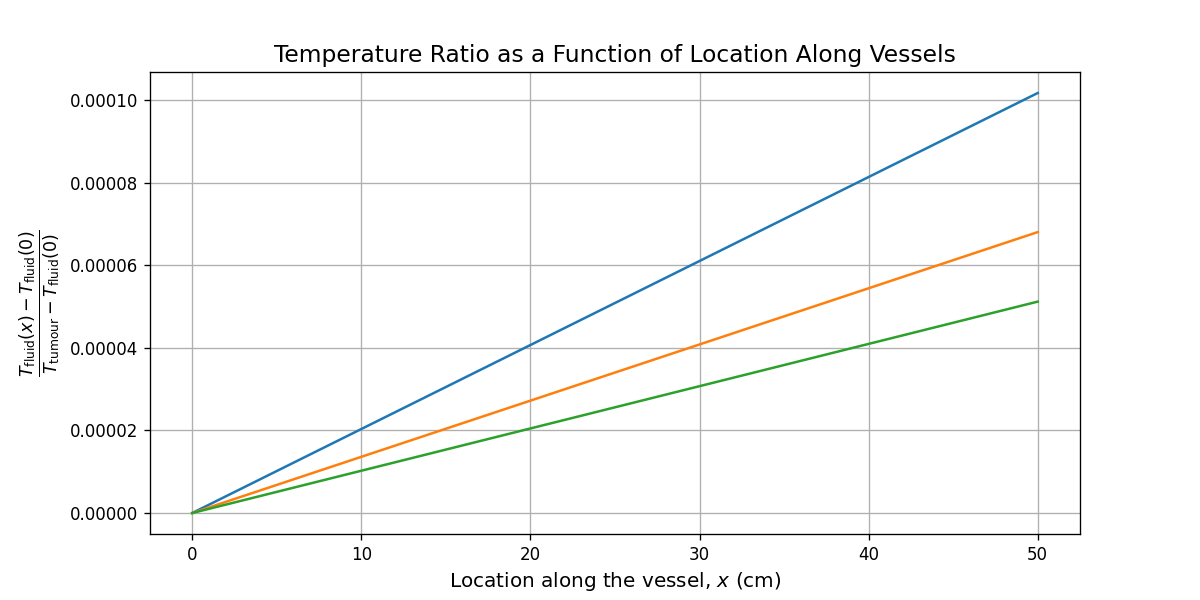 Temperature Ratio as a Function of Location Along Vessels
T_fluid(x) − T_fluid(0)
T_tumour − T_fluid(0)
0.00010
0.00008
0.00006
0.00004
0.00002
0.00000
0 10 20 30 40 50
Location along the vessel, x (cm)